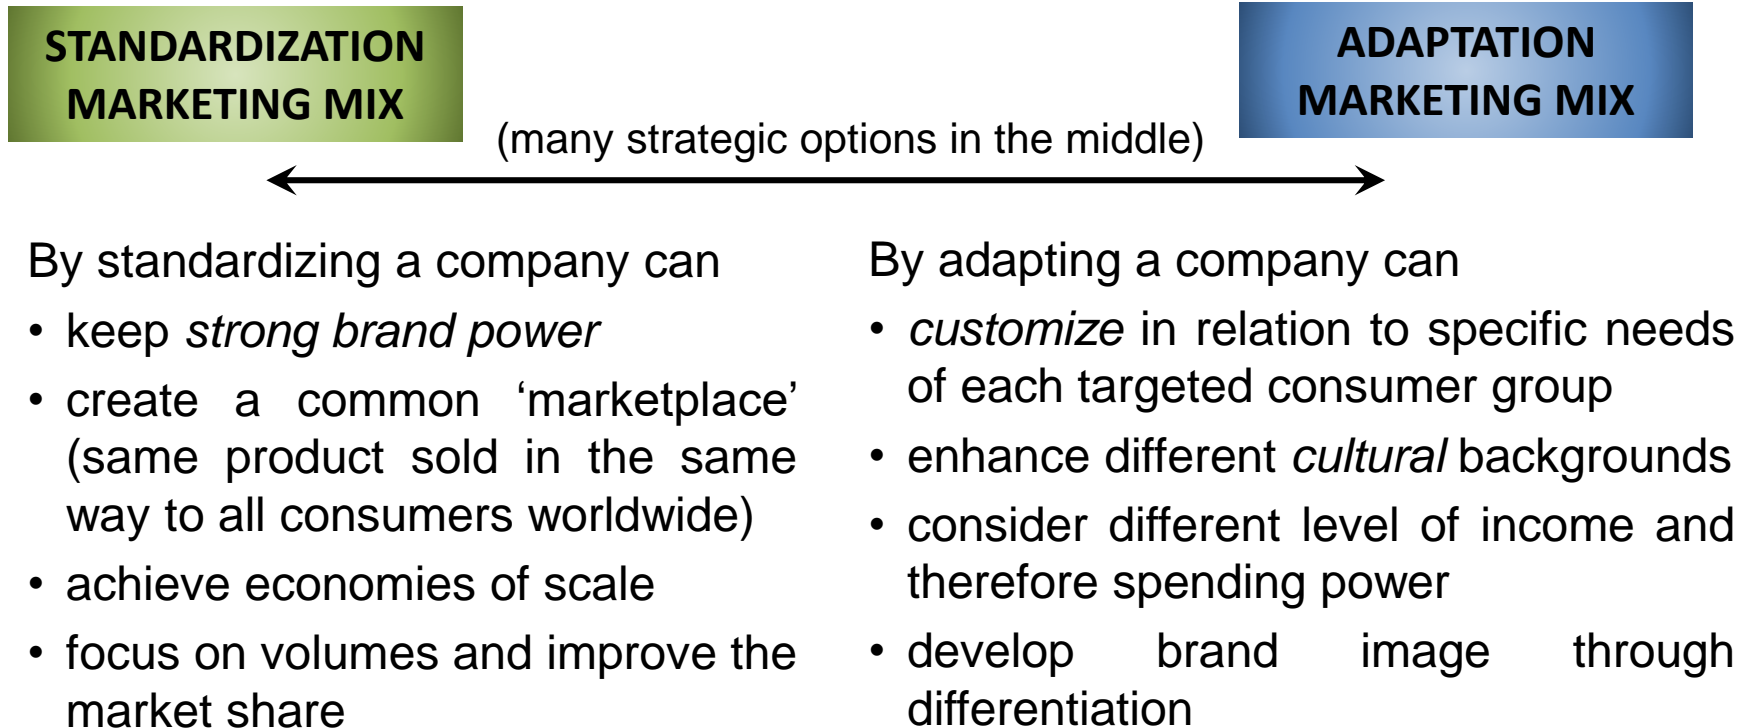 STANDARDIZATION
MARKETING MIX
ADAPTATION
MARKETING MIX
(many strategic options in the middle)
By standardizing a company can
• keep strong brand power
• create a common ‘marketplace’
(same product sold in the same
way to all consumers worldwide)
• achieve economies of scale
• focus on volumes and improve the
market share
By adapting a company can
• customize in relation to specific needs
of each targeted consumer group
• enhance different cultural backgrounds
• consider different level of income and
therefore spending power
• develop brand image through
differentiation